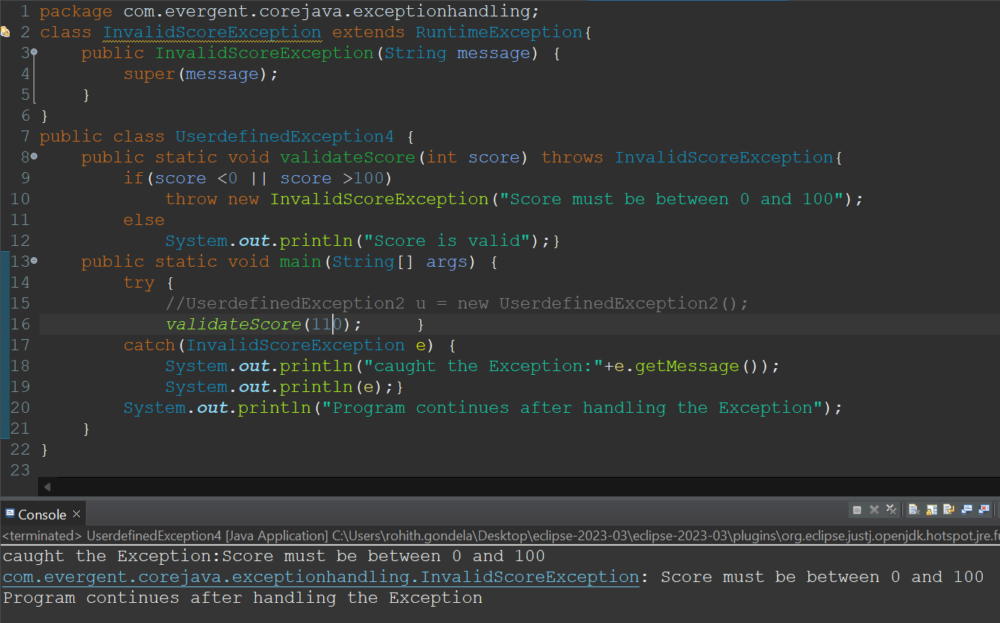 1 package com.evergent.corejava.exceptionhandling;
2 class InvalidScoreException extends RuntimeException{
3 public InvalidScoreException(String message) {
4 super(message);
5 }
6 }
7 public class UserdefinedException4 {
8 public static void validateScore(int score) throws InvalidScoreException{
9 if(score <0 || score >100)
10 throw new InvalidScoreException("Score must be between 0 and 100");
11 else
12 System.out.println("Score is valid");}
13 public static void main(String[] args) {
14 try {
15 //UserdefinedException2 u = new UserdefinedException2();
16 validateScore(110); }
17 catch(InvalidScoreException e) {
18 System.out.println("caught the Exception:"+e.getMessage());
19 System.out.println(e);}
20 System.out.println("Program continues after handling the Exception");
21 }
22 }
23
Console ×
<terminated> UserdefinedException4 [Java Application] C:\Users\rohith.gondela\Desktop\eclipse-2023-03\eclipse-2023-03\plugins\org.eclipse.justj.openjdk.hotspot.jre.fu
caught the Exception:Score must be between 0 and 100
com.evergent.corejava.exceptionhandling.InvalidScoreException: Score must be between 0 and 100
Program continues after handling the Exception